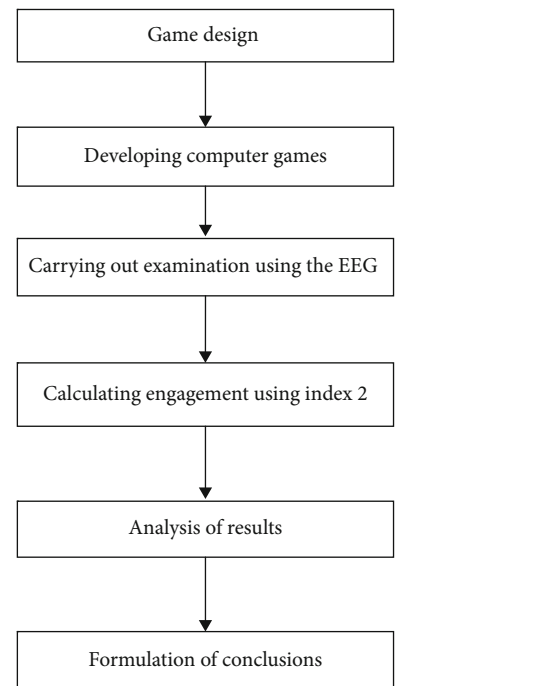 Game design
Developing computer games
Carrying out examination using the EEG
Calculating engagement using index 2
Analysis of results
Formulation of conclusions